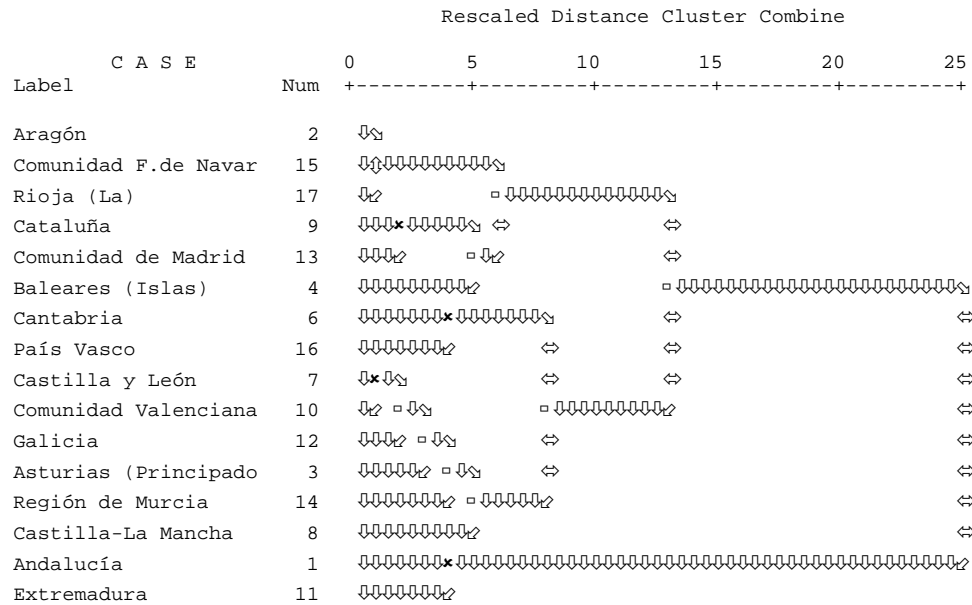 Rescaled Distance Cluster Combine
C A S E 0 5 10 15 20 25
Label Num +---------+---------+---------+---------+---------+
Aragón 2 ⇩⬂
Comunidad F.de Navar 15 ⇩⇳⇩⇩⇩⇩⇩⇩⇩⇩⇩⬂
Rioja (La) 17 ⇩⬃ ▫⇩⇩⇩⇩⇩⇩⇩⇩⇩⇩⇩⇩⇩⬂
Cataluña 9 ⇩⇩⇩×⇩⇩⇩⇩⇩⬂ ⇔ ⇔
Comunidad de Madrid 13 ⇩⇩⇩⬃ ▫⇩⬃ ⇔
Baleares (Islas) 4 ⇩⇩⇩⇩⇩⇩⇩⇩⇩⬃ ▫⇩⇩⇩⇩⇩⇩⇩⇩⇩⇩⇩⇩⇩⇩⇩⇩⇩⇩⇩⇩⇩⇩⇩⬂
Cantabria 6 ⇩⇩⇩⇩⇩⇩⇩×⇩⇩⇩⇩⇩⇩⇩⬂ ⇔ ⇔
País Vasco 16 ⇩⇩⇩⇩⇩⇩⇩⬃ ⇔ ⇔ ⇔
Castilla y León 7 ⇩×⇩⬂ ⇔ ⇔ ⇔
Comunidad Valenciana 10 ⇩⬃ ▫⇩⬂ ▫⇩⇩⇩⇩⇩⇩⇩⇩⇩⬃ ⇔
Galicia 12 ⇩⇩⇩⬃ ▫⇩⬂ ⇔ ⇔
Asturias (Principado 3 ⇩⇩⇩⇩⇩⬃ ▫⇩⬂ ⇔ ⇔
Región de Murcia 14 ⇩⇩⇩⇩⇩⇩⇩⬃ ▫⇩⇩⇩⇩⇩⬃ ⇔
Castilla-La Mancha 8 ⇩⇩⇩⇩⇩⇩⇩⇩⇩⬃ ⇔
Andalucía 1 ⇩⇩⇩⇩⇩⇩⇩×⇩⇩⇩⇩⇩⇩⇩⇩⇩⇩⇩⇩⇩⇩⇩⇩⇩⇩⇩⇩⇩⇩⇩⇩⇩⇩⇩⇩⇩⇩⇩⇩⇩⇩⇩⇩⇩⇩⇩⇩⇩⬃
Extremadura 11 ⇩⇩⇩⇩⇩⇩⇩⬃